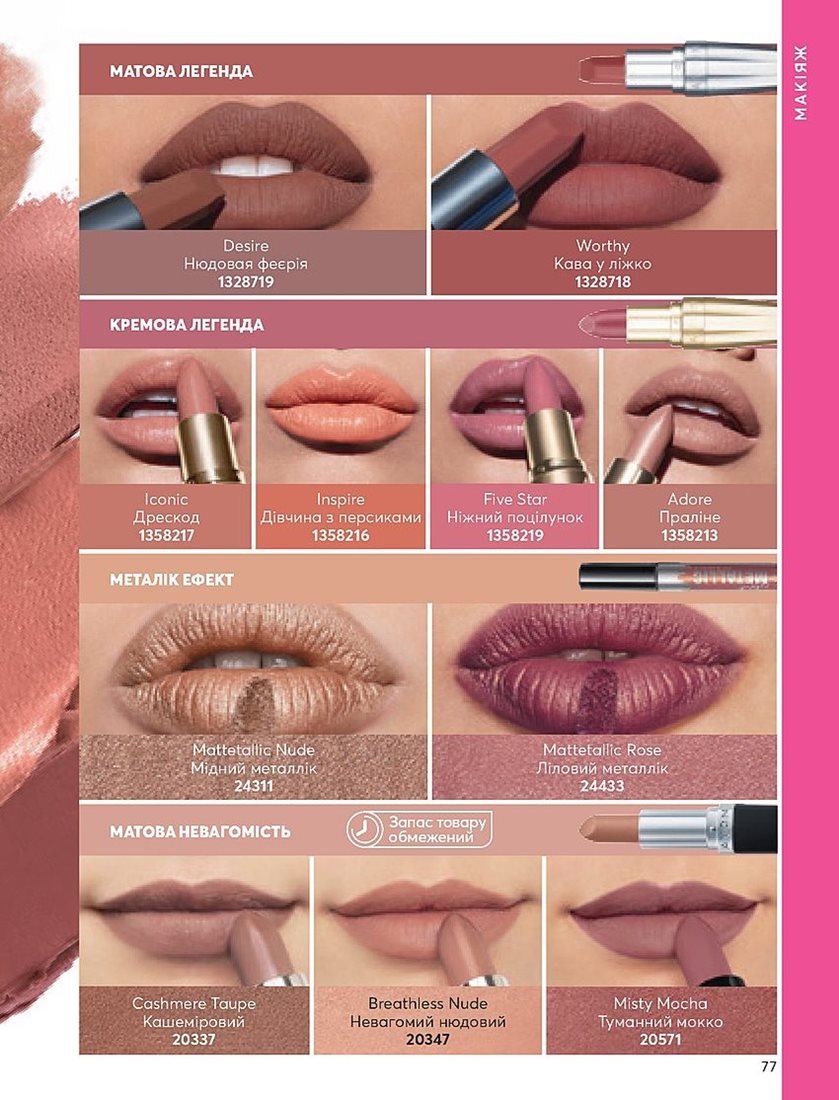 МАКІЯЖ
МАТОВА ЛЕГЕНДА
Desire
Нюдовая феєрія
1328719
Worthy
Кава у ліжко
1328718
КРЕМОВА ЛЕГЕНДА
Iconic
Дрескод
1358217
Inspire
Дівчина з персиками
1358216
Five Star
Ніжний поцілунок
1358219
Adore
Праліне
1358213
МЕТАЛІК ЕФЕКТ
METALLIC
Mattetallic Nude
Мідний металлік
24311
Mattetallic Rose
Ліловий металлік
24433
МАТОВА НЕВАГОМІСТЬ
Запас товару
обмежений
AVON
Cashmere Taupe
Кашеміровий
20337
Breathless Nude
Невагомий нюдовий
20347
Misty Mocha
Туманний мокко
20571
77